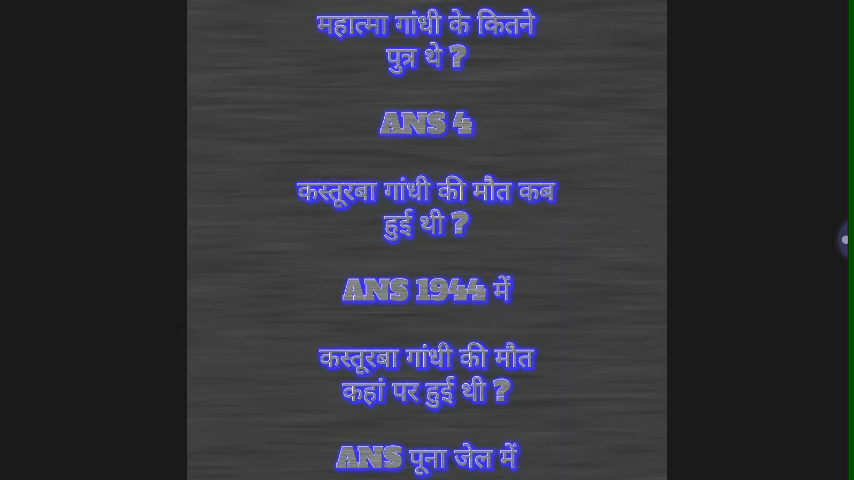 महात्मा गांधी के कितने
पुत्र थे ?
ANS 4
कस्तूरबा गांधी की मौत कब
हुई थी ?
ANS 1944 में
कस्तूरबा गांधी की मौत
कहां पर हुई थी ?
ANS पूना जेल में